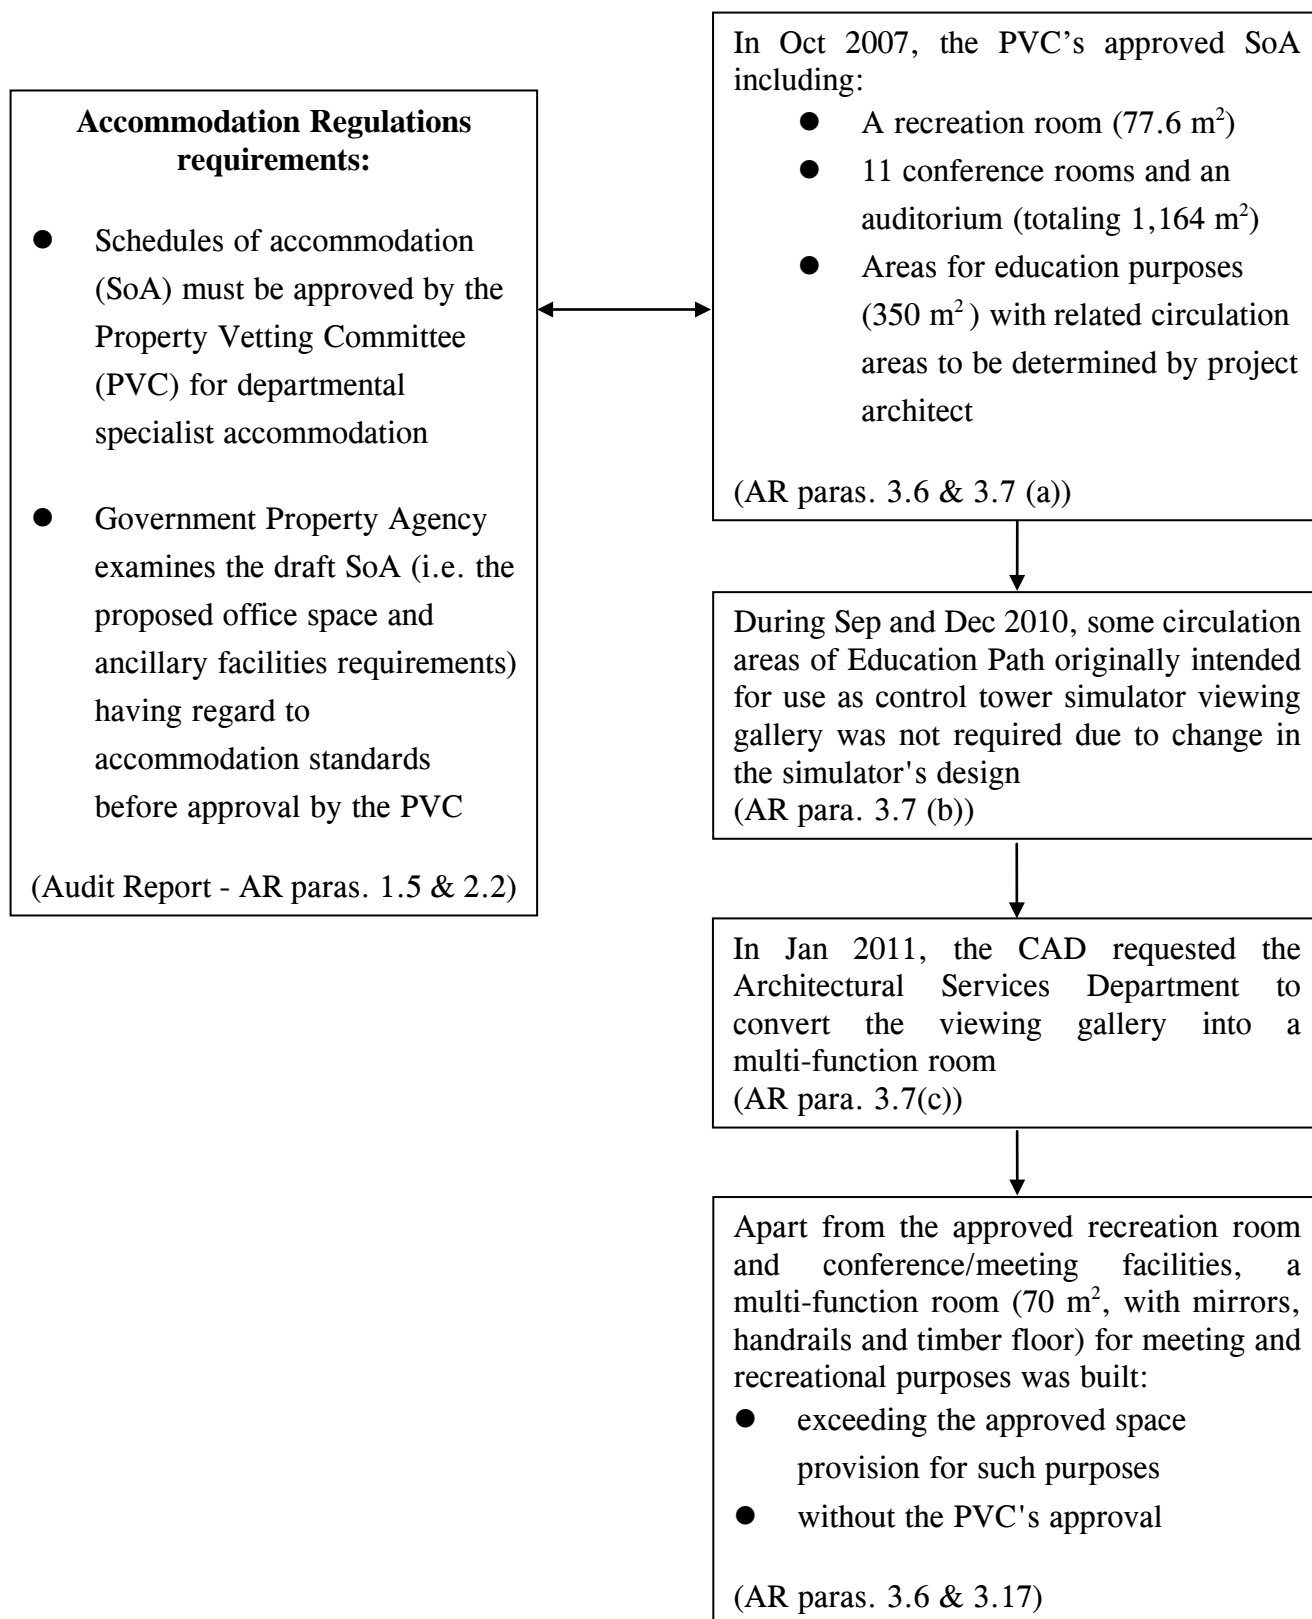 Accommodation Regulations
requirements:
● Schedules of accommodation
(SoA) must be approved by the
Property Vetting Committee
(PVC) for departmental
specialist accommodation
● Government Property Agency
examines the draft SoA (i.e. the
proposed office space and
ancillary facilities requirements)
having regard to
accommodation standards
before approval by the PVC
(Audit Report - AR paras. 1.5 & 2.2)
In Oct 2007, the PVC’s approved SoA
including:
● A recreation room (77.6 m²)
● 11 conference rooms and an
auditorium (totaling 1,164 m²)
● Areas for education purposes
(350 m²) with related circulation
areas to be determined by project
architect
(AR paras. 3.6 & 3.7 (a))
During Sep and Dec 2010, some circulation
areas of Education Path originally intended
for use as control tower simulator viewing
gallery was not required due to change in
the simulator's design
(AR para. 3.7 (b))
In Jan 2011, the CAD requested the
Architectural Services Department to
convert the viewing gallery into a
multi-function room
(AR para. 3.7(c))
Apart from the approved recreation room
and conference/meeting facilities, a
multi-function room (70 m², with mirrors,
handrails and timber floor) for meeting and
recreational purposes was built:
● exceeding the approved space
provision for such purposes
● without the PVC's approval
(AR paras. 3.6 & 3.17)